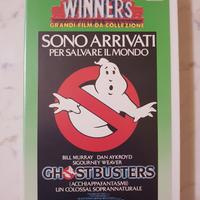 WINNERS
GRANDI FILM DA COLLEZIONE
SONO ARRIVATI
PER SALVARE IL MONDO
BILL MURRAY DAN AYKROYD
SIGOURNEY WEAVER
GHOSTBUSTERS
(ACCHIAPPAFANTASMI)
UN COLOSSAL SOPRANNATURALE